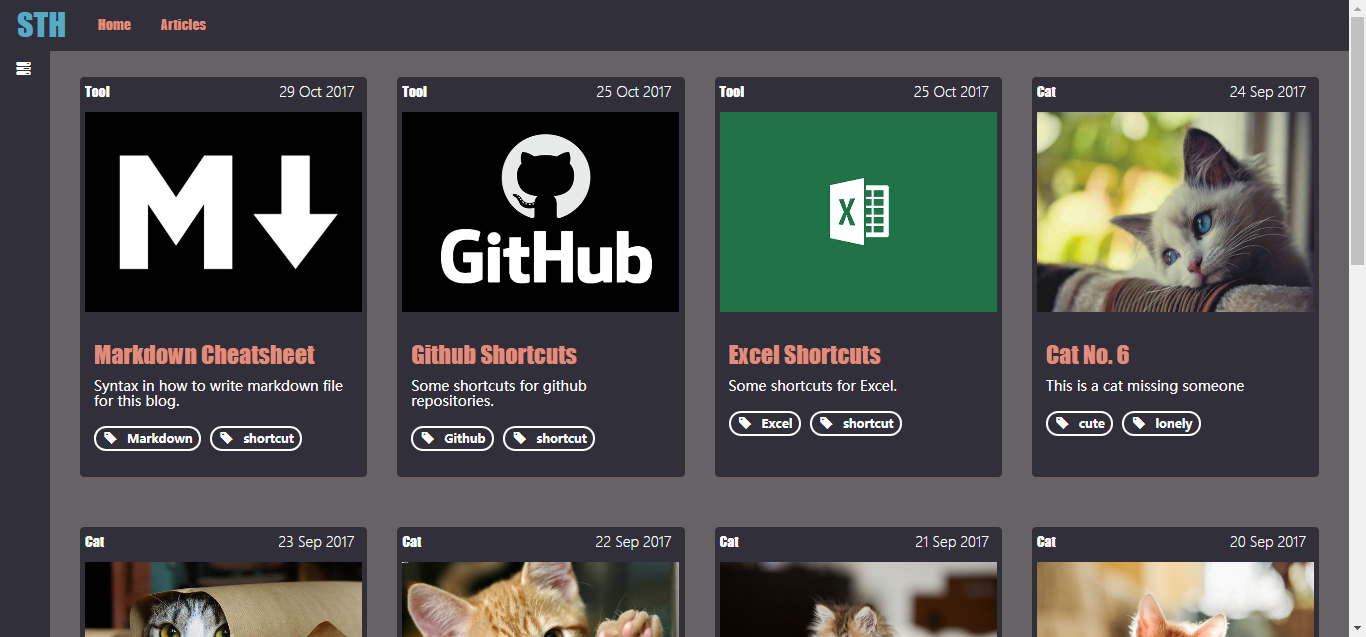 STH Home Articles
Tool 29 Oct 2017
M
Markdown Cheatsheet
Syntax in how to write markdown file
for this blog.
Markdown shortcut
Tool 25 Oct 2017
GitHub
Github Shortcuts
Some shortcuts for github
repositories.
Github shortcut
Tool 25 Oct 2017
X
Excel Shortcuts
Some shortcuts for Excel.
Excel shortcut
Cat 24 Sep 2017
Cat No. 6
This is a cat missing someone
cute lonely
Cat 23 Sep 2017
Cat 22 Sep 2017
Cat 21 Sep 2017
Cat 20 Sep 2017